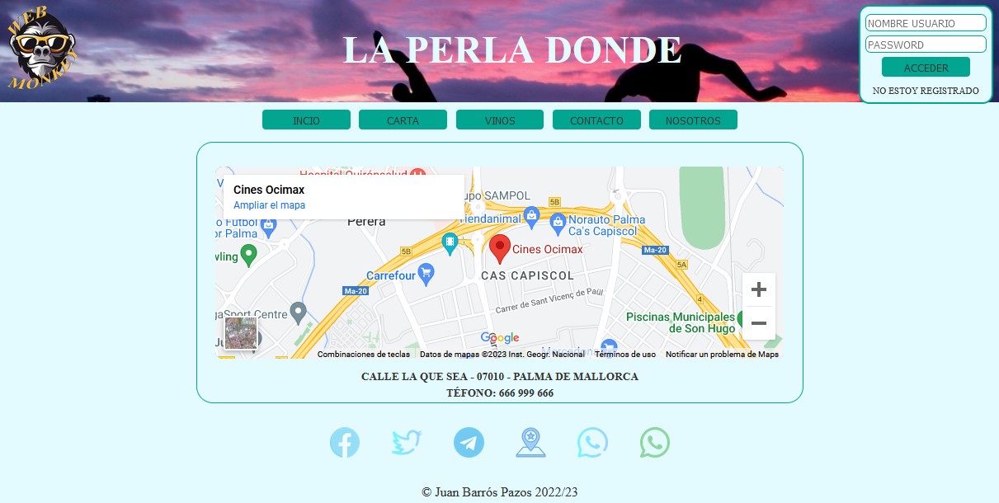 WEB
MONKEY
LA PERLA DONDE
NOMBRE USUARIO
PASSWORD
ACCEDER
NO ESTOY REGISTRADO
INCIO
CARTA
VINOS
CONTACTO
NOSOTROS
Hospital Quirónsalud
Cines Ocimax
Ampliar el mapa
upo SAMPOL
5B
Perera
Tiendanimal
Norauto Palma
Ca's Capiscol
o Futbol
or Palma
5B
Cines Ocimax
Ma-20
wling
5A
Carrefour
CAS CAPISCOL
Ma-20
Carrer de Sant Vicenç de Paül
4
gaSport Centre
Piscinas Municipales
de Son Hugo
Google
Mercadona
Combinaciones de teclas
Datos de mapas ©2023 Inst. Geogr. Nacional
Términos de uso
Notificar un problema de Maps
CALLE LA QUE SEA - 07010 - PALMA DE MALLORCA
TÉFONO: 666 999 666
© Juan Barrós Pazos 2022/23